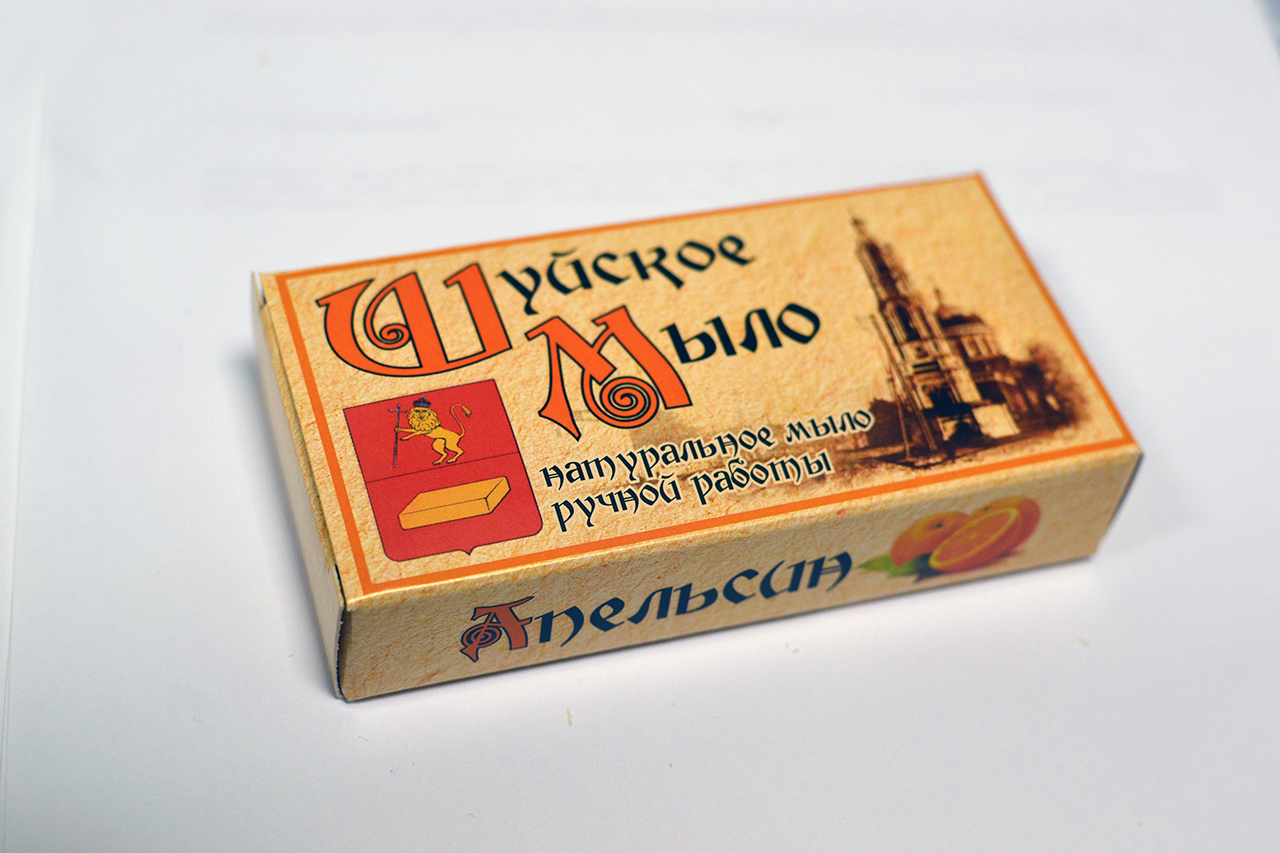 Шуйское
Мыло
натуральное мыло
ручной работы
Апельсин